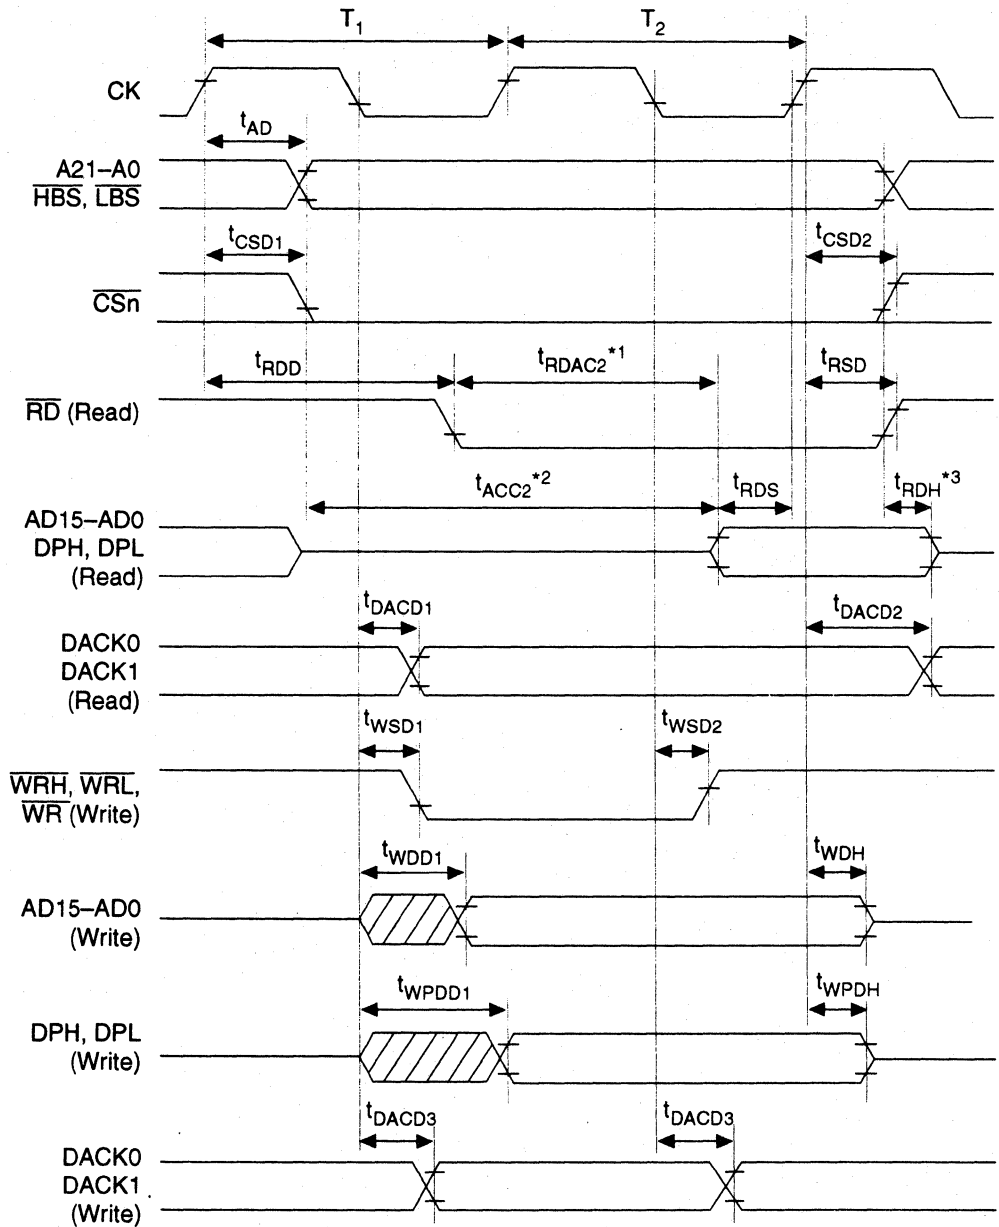 T1 T2
CK
tAD
A21–A0
HBS, LBS
tCSD1 tCSD2
CSn
tRDD tRDAC2*1 tRSD
RD (Read)
tACC2*2 tRDS tRDH*3
AD15–AD0
DPH, DPL
(Read)
tDACD1 tDACD2
DACK0
DACK1
(Read)
tWSD1 tWSD2
WRH, WRL,
WR (Write)
tWDD1 tWDH
AD15–AD0
(Write)
tWPDD1 tWPDH
DPH, DPL
(Write)
tDACD3 tDACD3
DACK0
DACK1
(Write)